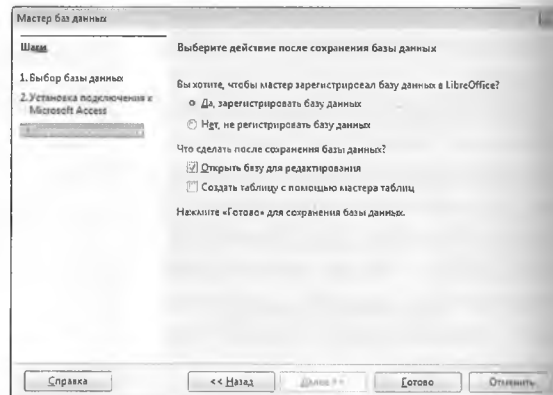 Мастер баз данных
Шаги
1. Выбор базы данных
2. Установка подключения к
Microsoft Access
Выберите действие после сохранения базы данных
Вы хотите, чтобы мастер зарегистрировал базу данных в LibreOffice?
Да, зарегистрировать базу данных
Нет, не регистрировать базу данных
Что сделать после сохранения базы данных?
Открыть базу для редактирования
Создать таблицу с помощью мастера таблиц
Нажмите «Готово» для сохранения базы данных.
Справка
<< Назад
Далее >>
Готово
Отменить